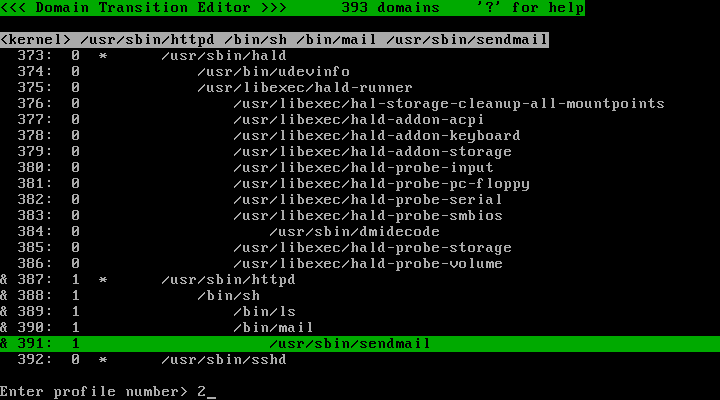 <<< Domain Transition Editor >>>      393 domains    '?' for help
<kernel> /usr/sbin/httpd /bin/sh /bin/mail /usr/sbin/sendmail
  373:  0  *      /usr/sbin/hald
  374:  0             /usr/bin/udevinfo
  375:  0             /usr/libexec/hald-runner
  376:  0                 /usr/libexec/hal-storage-cleanup-all-mountpoints
  377:  0                 /usr/libexec/hald-addon-acpi
  378:  0                 /usr/libexec/hald-addon-keyboard
  379:  0                 /usr/libexec/hald-addon-storage
  380:  0                 /usr/libexec/hald-probe-input
  381:  0                 /usr/libexec/hald-probe-pc-floppy
  382:  0                 /usr/libexec/hald-probe-serial
  383:  0                 /usr/libexec/hald-probe-smbios
  384:  0                     /usr/sbin/dmidecode
  385:  0                 /usr/libexec/hald-probe-storage
  386:  0                 /usr/libexec/hald-probe-volume
& 387:  1  *      /usr/sbin/httpd
& 388:  1             /bin/sh
& 389:  1                 /bin/ls
& 390:  1                 /bin/mail
& 391:  1                     /usr/sbin/sendmail
  392:  0  *      /usr/sbin/sshd
Enter profile number> 2_